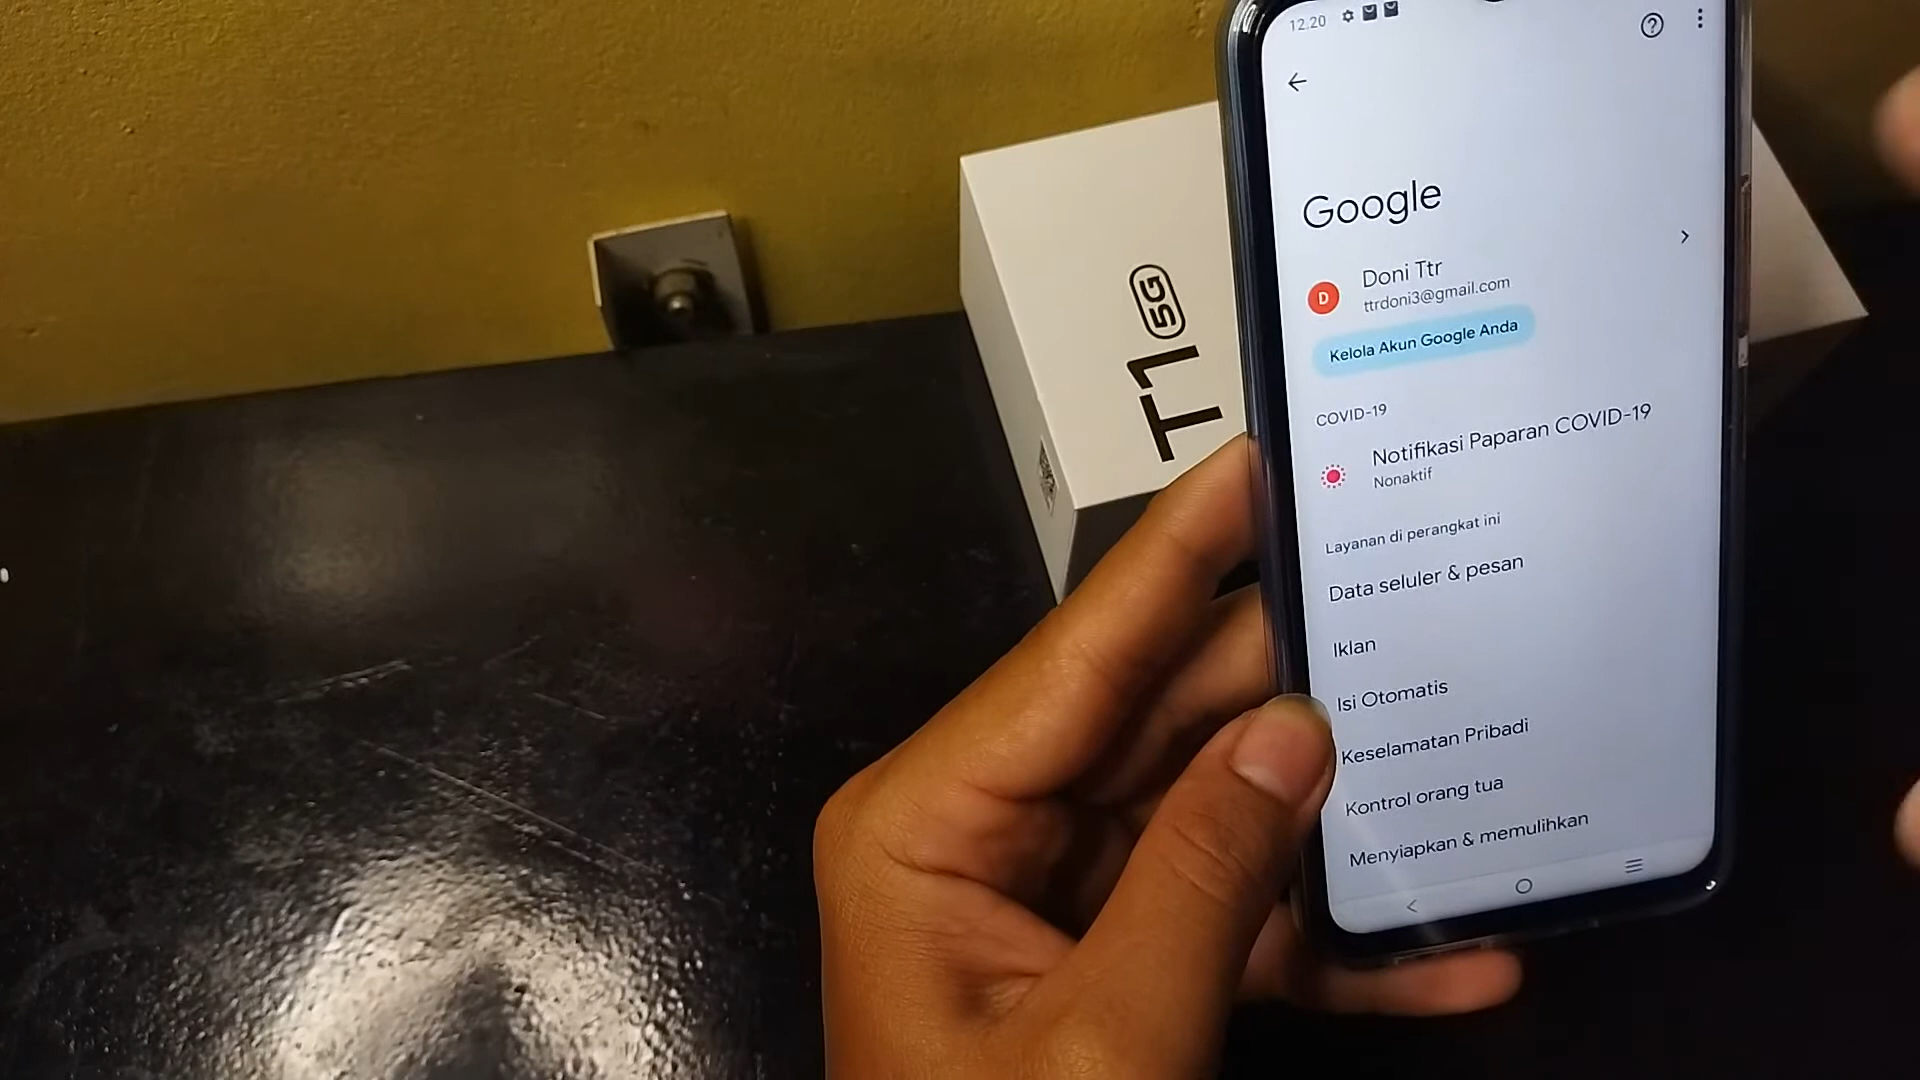 12.20
Google
D
Doni Ttr
ttrdoni3@gmail.com
Kelola Akun Google Anda
COVID-19
Notifikasi Paparan COVID-19
Nonaktif
Layanan di perangkat ini
Data seluler & pesan
Iklan
Isi Otomatis
Keselamatan Pribadi
Kontrol orang tua
Menyiapkan & memulihkan
T1 5G